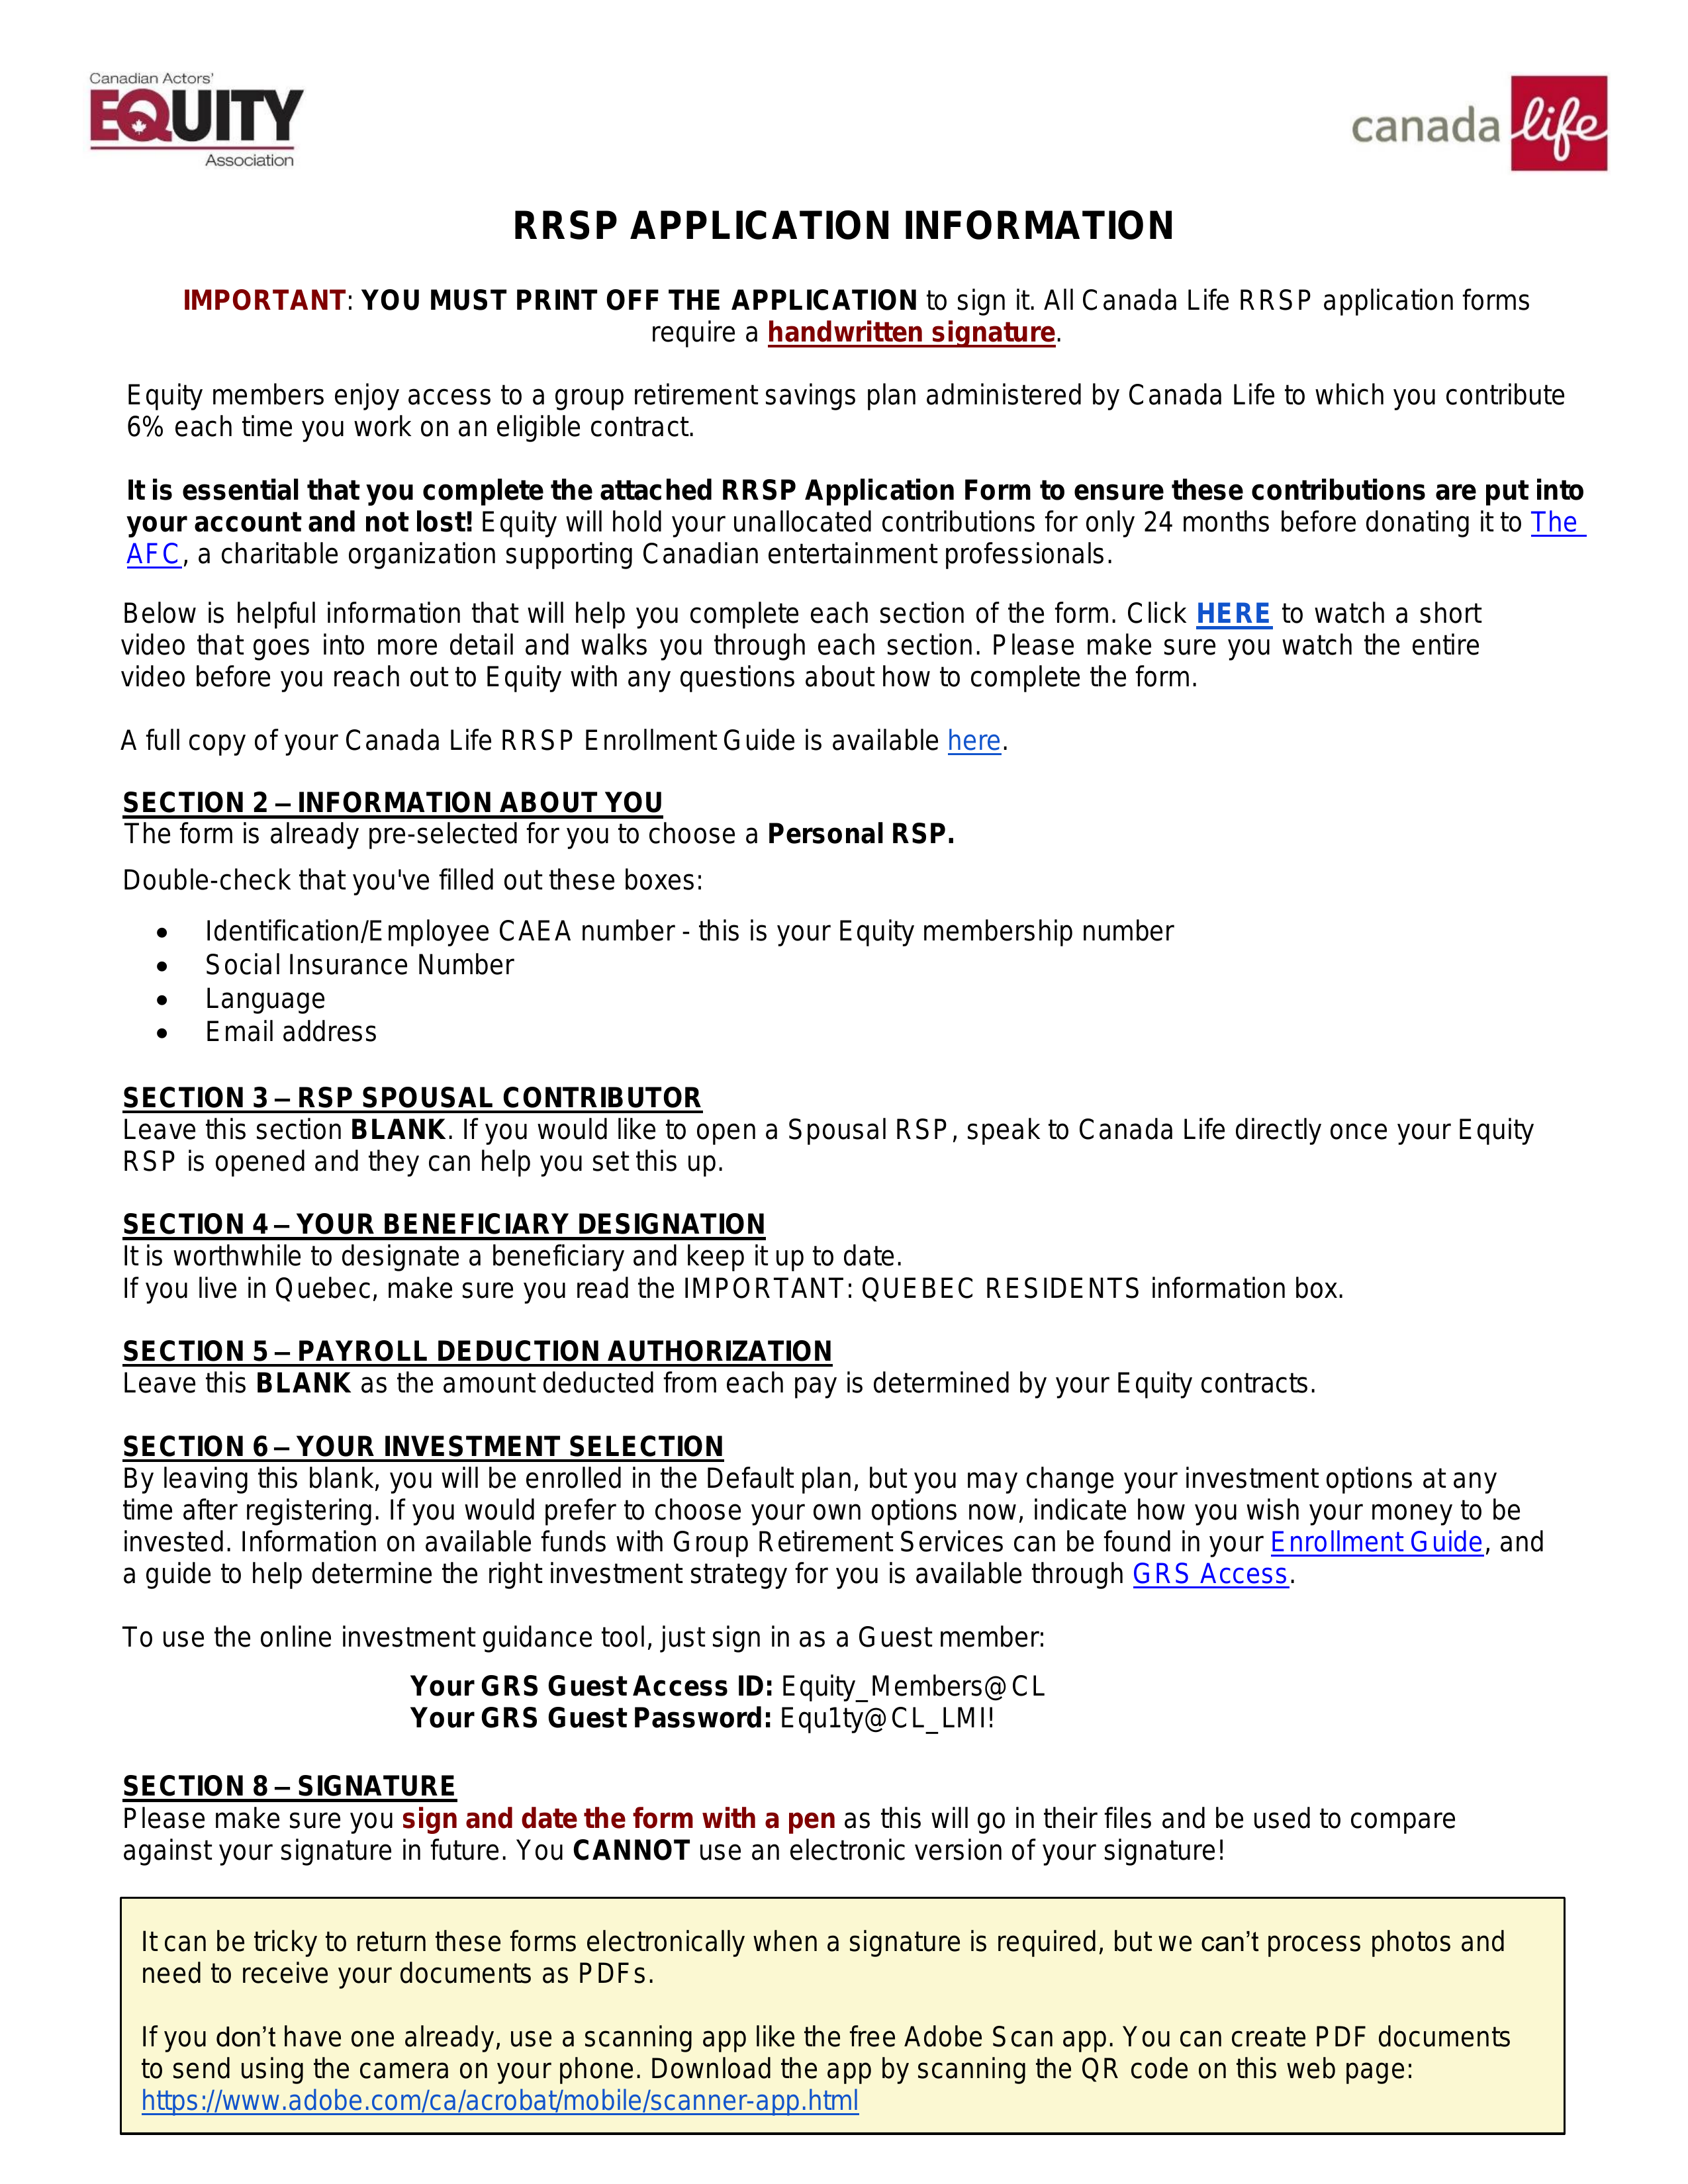 Canadian Actors'
EQUITY
Association
canada life
RRSP APPLICATION INFORMATION
IMPORTANT: YOU MUST PRINT OFF THE APPLICATION to sign it. All Canada Life RRSP application forms
require a handwritten signature.
Equity members enjoy access to a group retirement savings plan administered by Canada Life to which you contribute
6% each time you work on an eligible contract.
It is essential that you complete the attached RRSP Application Form to ensure these contributions are put into
your account and not lost! Equity will hold your unallocated contributions for only 24 months before donating it to The
AFC, a charitable organization supporting Canadian entertainment professionals.
Below is helpful information that will help you complete each section of the form. Click HERE to watch a short
video that goes into more detail and walks you through each section. Please make sure you watch the entire
video before you reach out to Equity with any questions about how to complete the form.
A full copy of your Canada Life RRSP Enrollment Guide is available here.
SECTION 2 – INFORMATION ABOUT YOU
The form is already pre-selected for you to choose a Personal RSP.
Double-check that you've filled out these boxes:
• Identification/Employee CAEA number - this is your Equity membership number
• Social Insurance Number
• Language
• Email address
SECTION 3 – RSP SPOUSAL CONTRIBUTOR
Leave this section BLANK. If you would like to open a Spousal RSP, speak to Canada Life directly once your Equity
RSP is opened and they can help you set this up.
SECTION 4 – YOUR BENEFICIARY DESIGNATION
It is worthwhile to designate a beneficiary and keep it up to date.
If you live in Quebec, make sure you read the IMPORTANT: QUEBEC RESIDENTS information box.
SECTION 5 – PAYROLL DEDUCTION AUTHORIZATION
Leave this BLANK as the amount deducted from each pay is determined by your Equity contracts.
SECTION 6 – YOUR INVESTMENT SELECTION
By leaving this blank, you will be enrolled in the Default plan, but you may change your investment options at any
time after registering. If you would prefer to choose your own options now, indicate how you wish your money to be
invested. Information on available funds with Group Retirement Services can be found in your Enrollment Guide, and
a guide to help determine the right investment strategy for you is available through GRS Access.
To use the online investment guidance tool, just sign in as a Guest member:
Your GRS Guest Access ID: Equity_Members@CL
Your GRS Guest Password: Equ1ty@CL_LMI!
SECTION 8 – SIGNATURE
Please make sure you sign and date the form with a pen as this will go in their files and be used to compare
against your signature in future. You CANNOT use an electronic version of your signature!
It can be tricky to return these forms electronically when a signature is required, but we can’t process photos and
need to receive your documents as PDFs.
If you don’t have one already, use a scanning app like the free Adobe Scan app. You can create PDF documents
to send using the camera on your phone. Download the app by scanning the QR code on this web page:
https://www.adobe.com/ca/acrobat/mobile/scanner-app.html